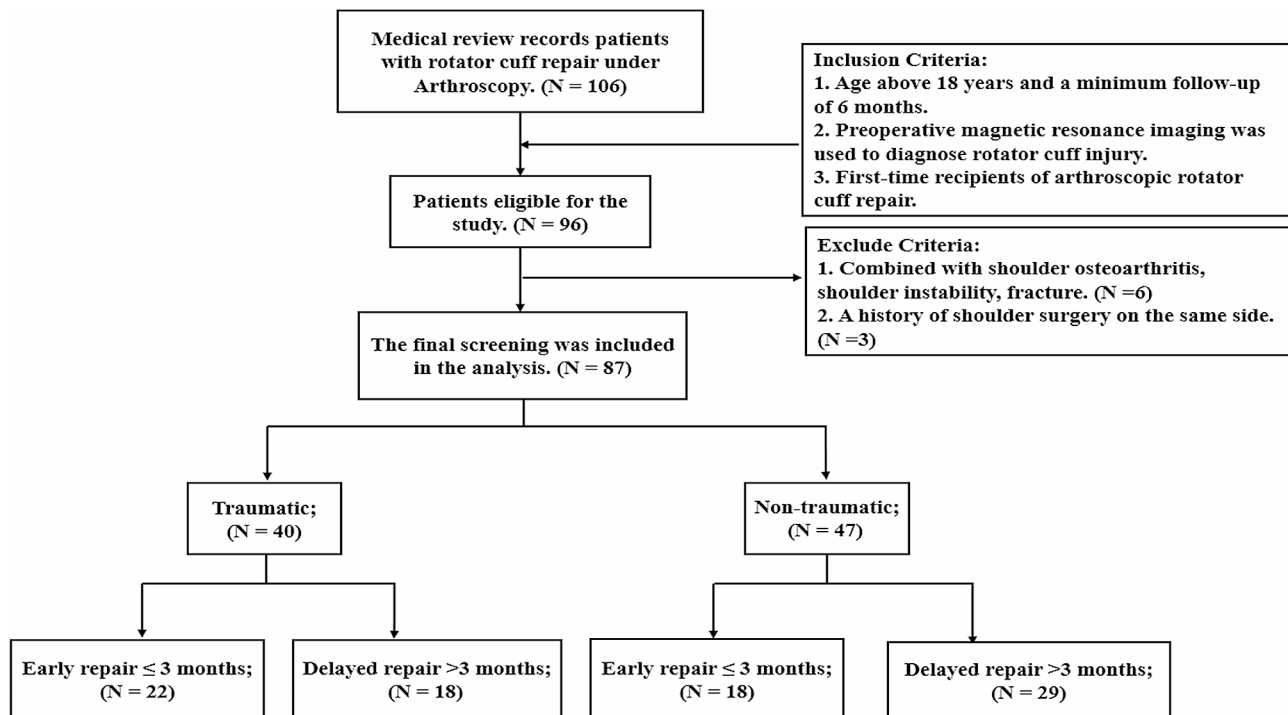 Medical review records patients
with rotator cuff repair under
Arthroscopy. (N = 106)
Inclusion Criteria:
1. Age above 18 years and a minimum follow-up
of 6 months.
2. Preoperative magnetic resonance imaging was
used to diagnose rotator cuff injury.
3. First-time recipients of arthroscopic rotator
cuff repair.
Patients eligible for the
study. (N = 96)
Exclude Criteria:
1. Combined with shoulder osteoarthritis,
shoulder instability, fracture. (N =6)
2. A history of shoulder surgery on the same side.
(N =3)
The final screening was included
in the analysis. (N = 87)
Traumatic;
(N = 40)
Non-traumatic;
(N = 47)
Early repair ≤ 3 months;
(N = 22)
Delayed repair >3 months;
(N = 18)
Early repair ≤ 3 months;
(N = 18)
Delayed repair >3 months;
(N = 29)